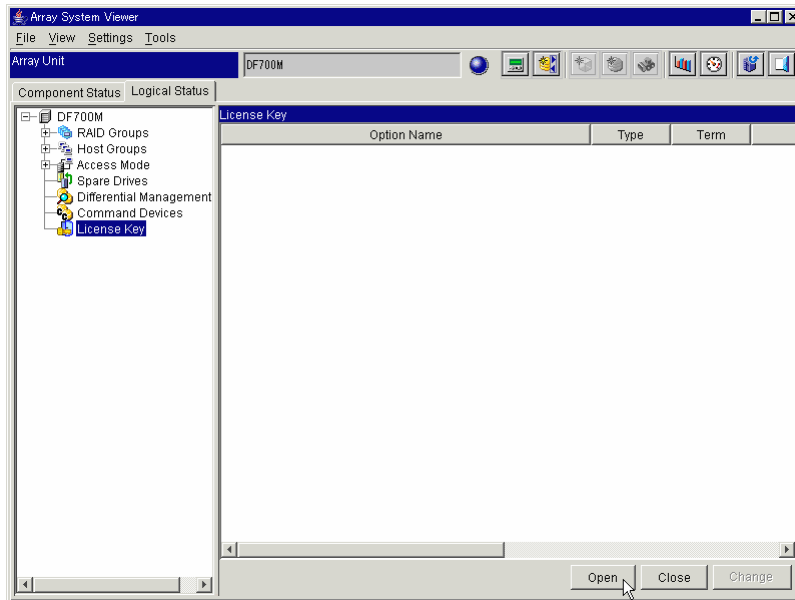 Array System Viewer
File View Settings Tools
Array Unit
DF700M
Component Status Logical Status
DF700M
RAID Groups
Host Groups
Access Mode
Spare Drives
Differential Management
Command Devices
License Key
License Key
Option Name Type Term
Open Close Change